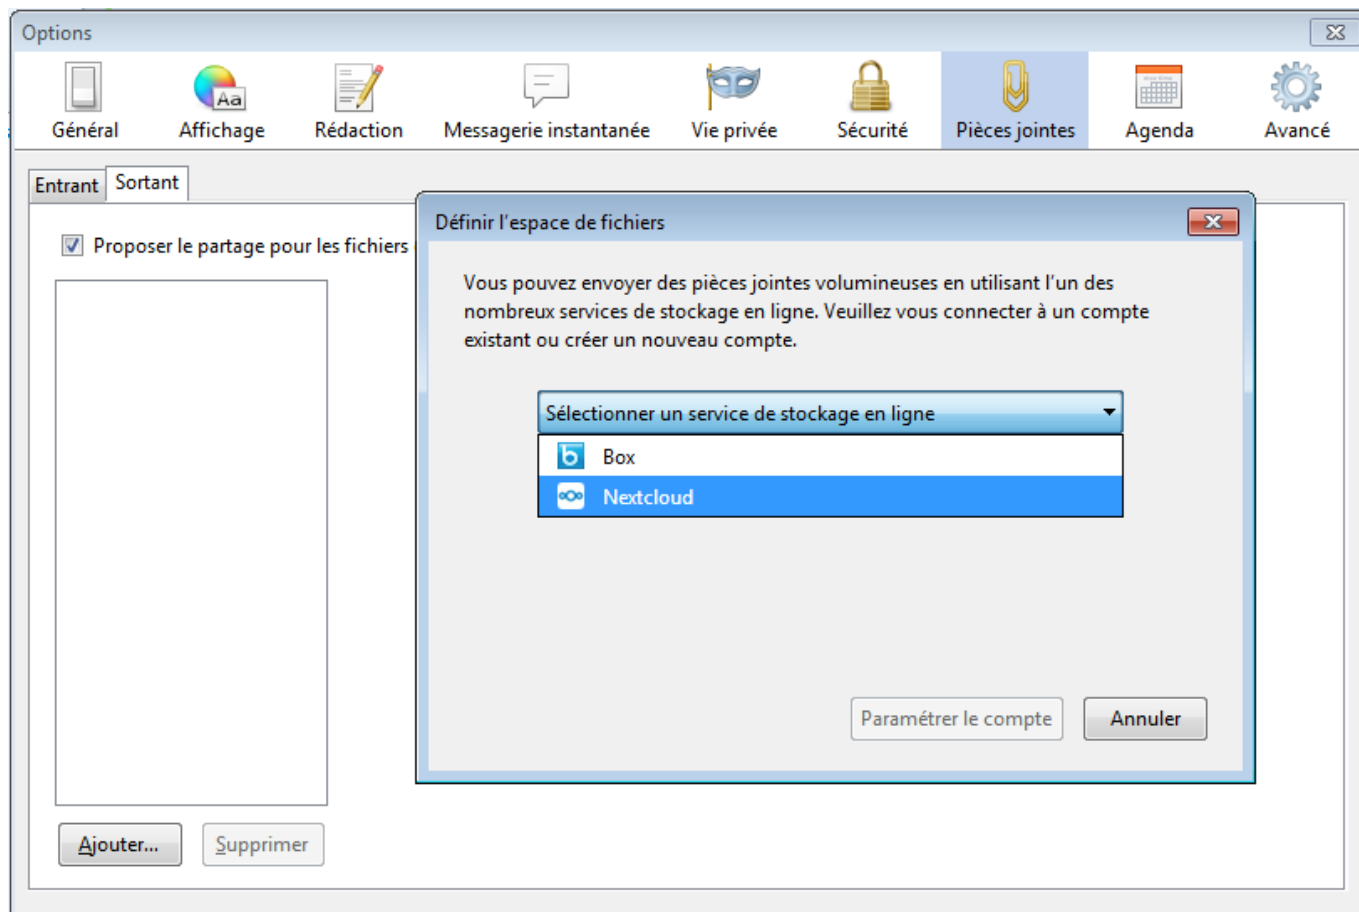 Options
Général
Affichage
Aa
Rédaction
Messagerie instantanée
Vie privée
Sécurité
Pièces jointes
Agenda
Avancé
Entrant
Sortant
Proposer le partage pour les fichiers
Définir l'espace de fichiers
Vous pouvez envoyer des pièces jointes volumineuses en utilisant l'un des
nombreux services de stockage en ligne. Veuillez vous connecter à un compte
existant ou créer un nouveau compte.
Sélectionner un service de stockage en ligne
b Box
Nextcloud
Paramétrer le compte
Annuler
Ajouter...
Supprimer